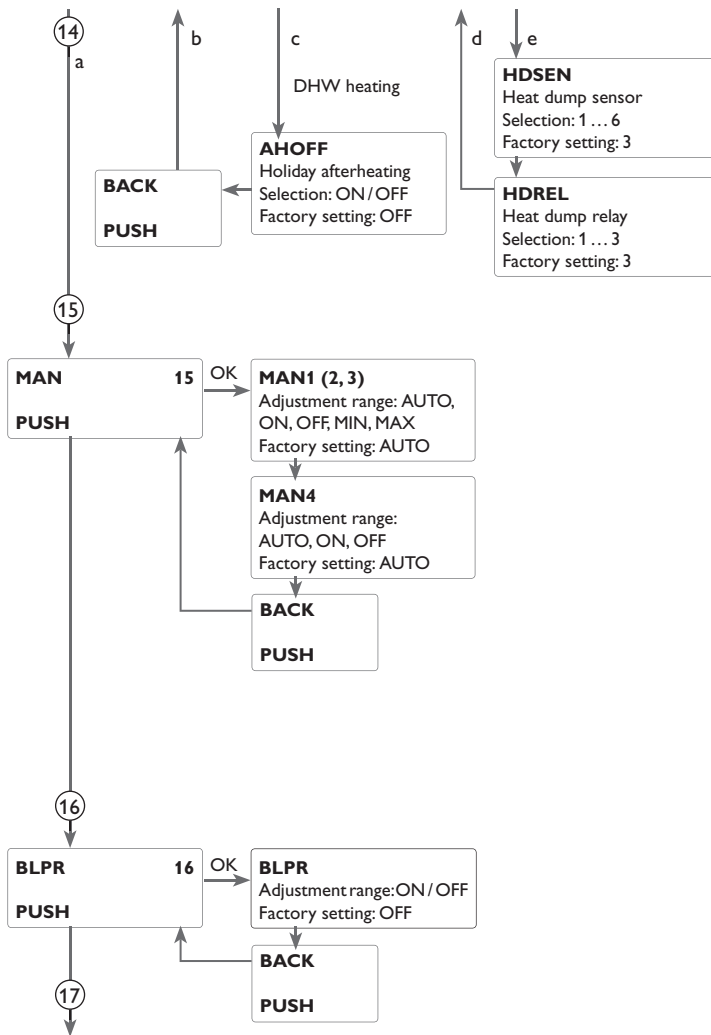 14
a
b
c
d
e
DHW heating
HDSEN
Heat dump sensor
Selection: 1 … 6
Factory setting: 3
AHOFF
Holiday afterheating
Selection: ON / OFF
Factory setting: OFF
BACK
PUSH
HDREL
Heat dump relay
Selection: 1 … 3
Factory setting: 3
15
MAN 15
PUSH
OK
MAN1 (2, 3)
Adjustment range: AUTO,
ON, OFF, MIN, MAX
Factory setting: AUTO
MAN4
Adjustment range:
AUTO, ON, OFF
Factory setting: AUTO
BACK
PUSH
16
BLPR 16
PUSH
OK
BLPR
Adjustment range: ON / OFF
Factory setting: OFF
BACK
PUSH
17